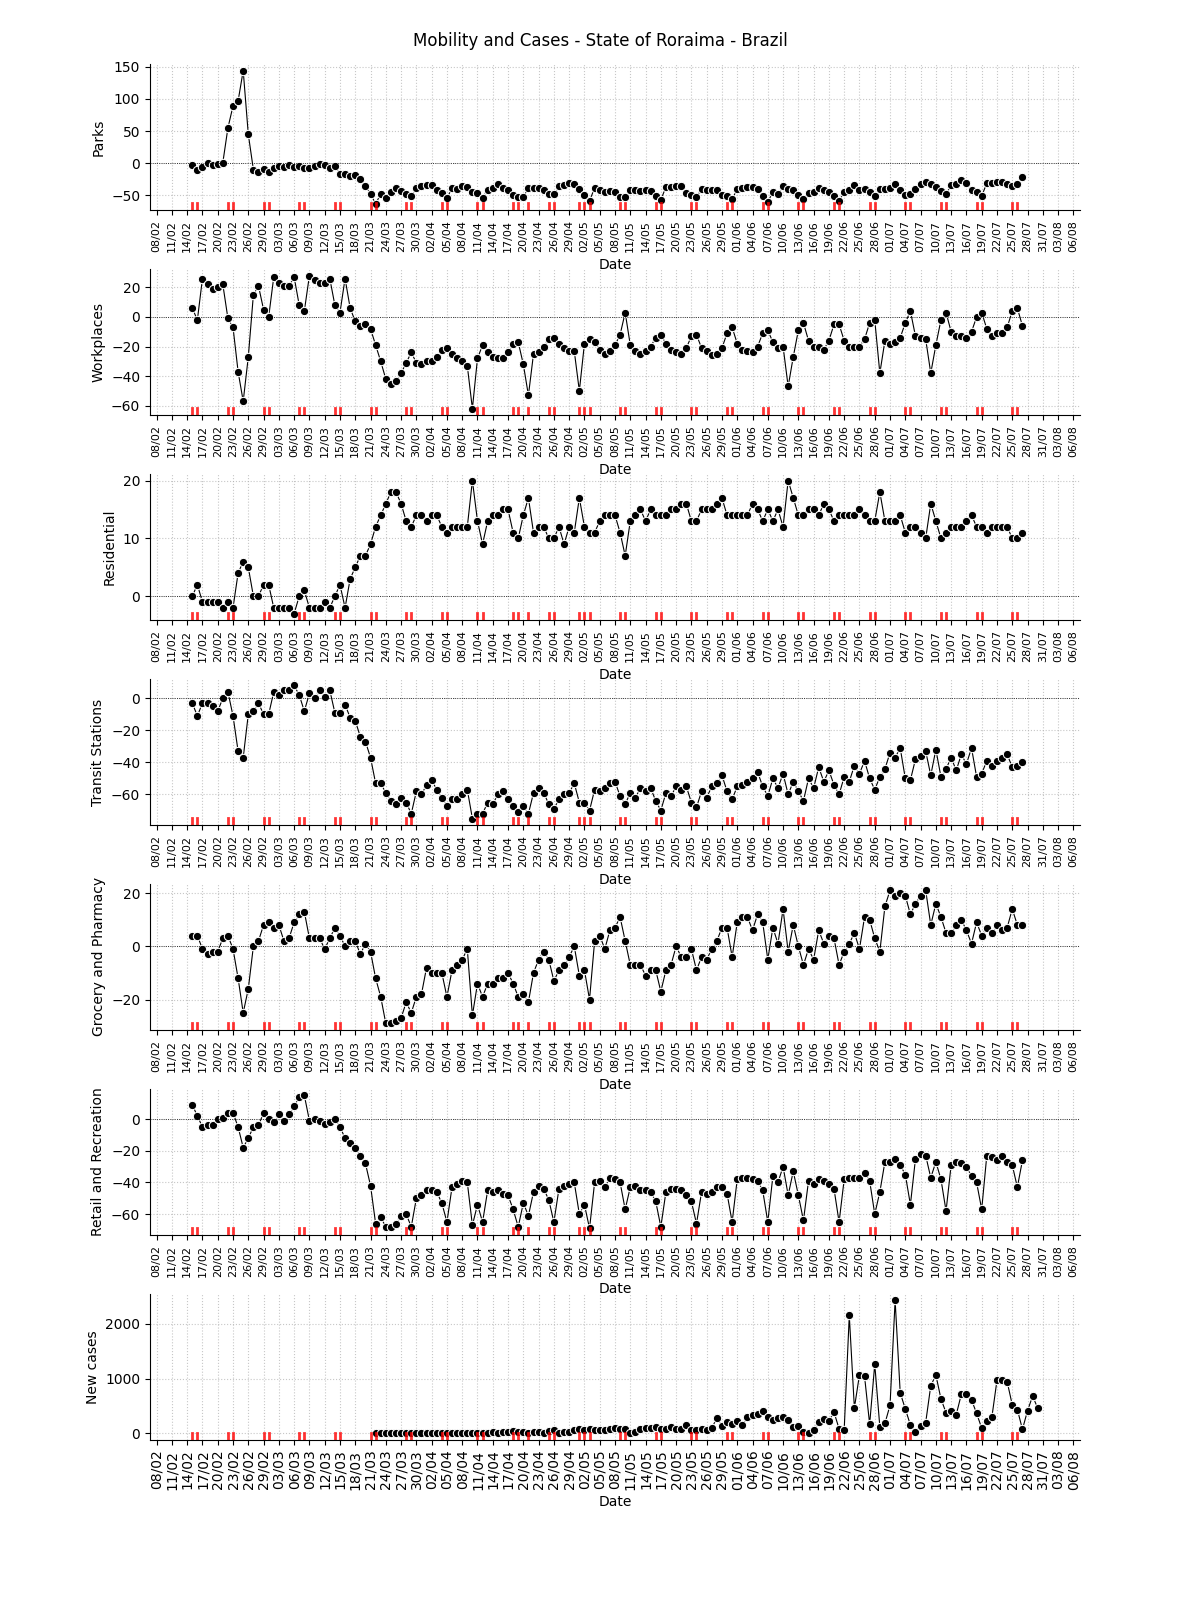 Mobility and Cases - State of Roraima - Brazil
Parks
150
100
50
0
−50
08/02 11/02 14/02 17/02 20/02 23/02 26/02 29/02 03/03 06/03 09/03 12/03 15/03 18/03 21/03 24/03 27/03 30/03 02/04 05/04 08/04 11/04 14/04 17/04 20/04 23/04 26/04 29/04 02/05 05/05 08/05 11/05 14/05 17/05 20/05 23/05 26/05 29/05 01/06 04/06 07/06 10/06 13/06 16/06 19/06 22/06 25/06 28/06 01/07 04/07 07/07 10/07 13/07 16/07 19/07 22/07 25/07 28/07 31/07 03/08 06/08
Date
Workplaces
20
0
−20
−40
−60
08/02 11/02 14/02 17/02 20/02 23/02 26/02 29/02 03/03 06/03 09/03 12/03 15/03 18/03 21/03 24/03 27/03 30/03 02/04 05/04 08/04 11/04 14/04 17/04 20/04 23/04 26/04 29/04 02/05 05/05 08/05 11/05 14/05 17/05 20/05 23/05 26/05 29/05 01/06 04/06 07/06 10/06 13/06 16/06 19/06 22/06 25/06 28/06 01/07 04/07 07/07 10/07 13/07 16/07 19/07 22/07 25/07 28/07 31/07 03/08 06/08
Date
Residential
20
10
0
08/02 11/02 14/02 17/02 20/02 23/02 26/02 29/02 03/03 06/03 09/03 12/03 15/03 18/03 21/03 24/03 27/03 30/03 02/04 05/04 08/04 11/04 14/04 17/04 20/04 23/04 26/04 29/04 02/05 05/05 08/05 11/05 14/05 17/05 20/05 23/05 26/05 29/05 01/06 04/06 07/06 10/06 13/06 16/06 19/06 22/06 25/06 28/06 01/07 04/07 07/07 10/07 13/07 16/07 19/07 22/07 25/07 28/07 31/07 03/08 06/08
Date
Transit Stations
0
−20
−40
−60
08/02 11/02 14/02 17/02 20/02 23/02 26/02 29/02 03/03 06/03 09/03 12/03 15/03 18/03 21/03 24/03 27/03 30/03 02/04 05/04 08/04 11/04 14/04 17/04 20/04 23/04 26/04 29/04 02/05 05/05 08/05 11/05 14/05 17/05 20/05 23/05 26/05 29/05 01/06 04/06 07/06 10/06 13/06 16/06 19/06 22/06 25/06 28/06 01/07 04/07 07/07 10/07 13/07 16/07 19/07 22/07 25/07 28/07 31/07 03/08 06/08
Date
Grocery and Pharmacy
20
0
−20
08/02 11/02 14/02 17/02 20/02 23/02 26/02 29/02 03/03 06/03 09/03 12/03 15/03 18/03 21/03 24/03 27/03 30/03 02/04 05/04 08/04 11/04 14/04 17/04 20/04 23/04 26/04 29/04 02/05 05/05 08/05 11/05 14/05 17/05 20/05 23/05 26/05 29/05 01/06 04/06 07/06 10/06 13/06 16/06 19/06 22/06 25/06 28/06 01/07 04/07 07/07 10/07 13/07 16/07 19/07 22/07 25/07 28/07 31/07 03/08 06/08
Date
Retail and Recreation
0
−20
−40
−60
08/02 11/02 14/02 17/02 20/02 23/02 26/02 29/02 03/03 06/03 09/03 12/03 15/03 18/03 21/03 24/03 27/03 30/03 02/04 05/04 08/04 11/04 14/04 17/04 20/04 23/04 26/04 29/04 02/05 05/05 08/05 11/05 14/05 17/05 20/05 23/05 26/05 29/05 01/06 04/06 07/06 10/06 13/06 16/06 19/06 22/06 25/06 28/06 01/07 04/07 07/07 10/07 13/07 16/07 19/07 22/07 25/07 28/07 31/07 03/08 06/08
Date
New cases
2000
1000
0
08/02 11/02 14/02 17/02 20/02 23/02 26/02 29/02 03/03 06/03 09/03 12/03 15/03 18/03 21/03 24/03 27/03 30/03 02/04 05/04 08/04 11/04 14/04 17/04 20/04 23/04 26/04 29/04 02/05 05/05 08/05 11/05 14/05 17/05 20/05 23/05 26/05 29/05 01/06 04/06 07/06 10/06 13/06 16/06 19/06 22/06 25/06 28/06 01/07 04/07 07/07 10/07 13/07 16/07 19/07 22/07 25/07 28/07 31/07 03/08 06/08
Date